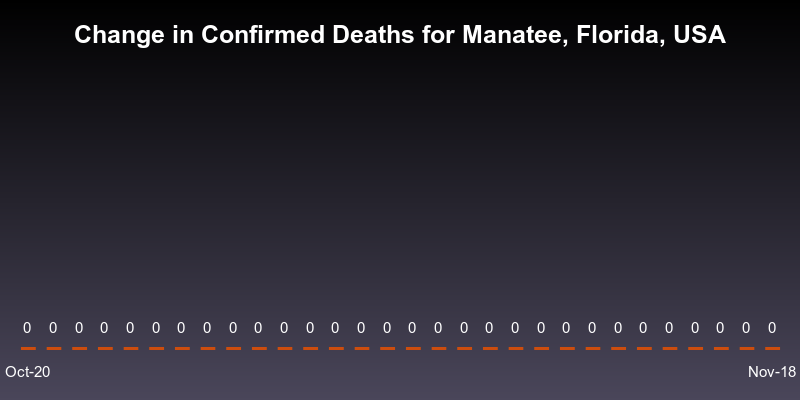 Change in Confirmed Deaths for Manatee, Florida, USA
0 0 0 0 0 0 0 0 0 0 0 0 0 0 0 0 0 0 0 0 0 0 0 0 0 0 0 0 0 0
Oct-20 Nov-18